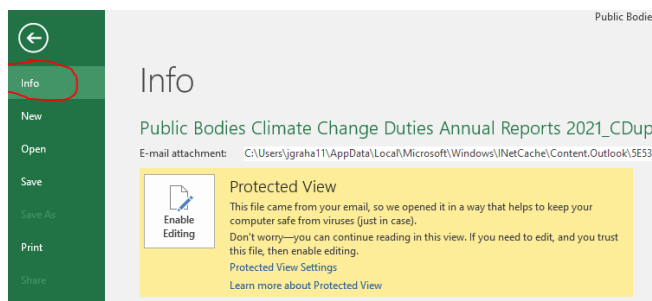 Public Bodie
Info
Info
New
Public Bodies Climate Change Duties Annual Reports 2021_CDup
Open
E-mail attachment: C:\Users\jgraha11\AppData\Local\Microsoft\Windows\INetCache\Content.Outlook\5E53
Save
Protected View
Save As
Enable Editing
This file came from your email, so we opened it in a way that helps to keep your
computer safe from viruses (just in case).
Don't worry—you can continue reading in this view. If you need to edit, and you trust
this file, then enable editing.
Print
Protected View Settings
Share
Learn more about Protected View